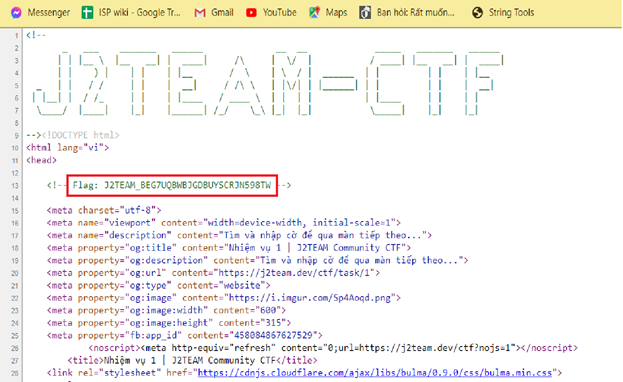 Messenger ISP wiki - Google Tr... Gmail YouTube Maps Bạn hỏi: Rất muốn... String Tools
1 <!--
2
3
4
5
6
7
8
9 --><!DOCTYPE html>
10 <html lang="vi">
11 <head>
12
13 <!-- Flag: J2TEAM_BEG7UQBWBJGDBUYSCRJN598TW -->
14
15 <meta charset="utf-8">
16 <meta name="viewport" content="width=device-width, initial-scale=1">
17 <meta name="description" content="Tìm và nhập cờ để qua màn tiếp theo...">
18 <meta property="og:title" content="Nhiệm vụ 1 | J2TEAM Community CTF">
19 <meta property="og:description" content="Tìm và nhập cờ để qua màn tiếp theo...">
20 <meta property="og:url" content="https://j2team.dev/ctf/task/1">
21 <meta property="og:type" content="website">
22 <meta property="og:image" content="https://i.imgur.com/Sp4Aoqd.png">
23 <meta property="og:image:width" content="600">
24 <meta property="og:image:height" content="315">
25 <meta property="fb:app_id" content="458084867627529">
26 <noscript><meta http-equiv="refresh" content="0;url=https://j2team.dev/ctf?nojs=1"></noscript>
27 <title>Nhiệm vụ 1 | J2TEAM Community CTF</title>
28 <link rel="stylesheet" href="https://cdnjs.cloudflare.com/ajax/libs/bulma/0.9.0/css/bulma.min.css">